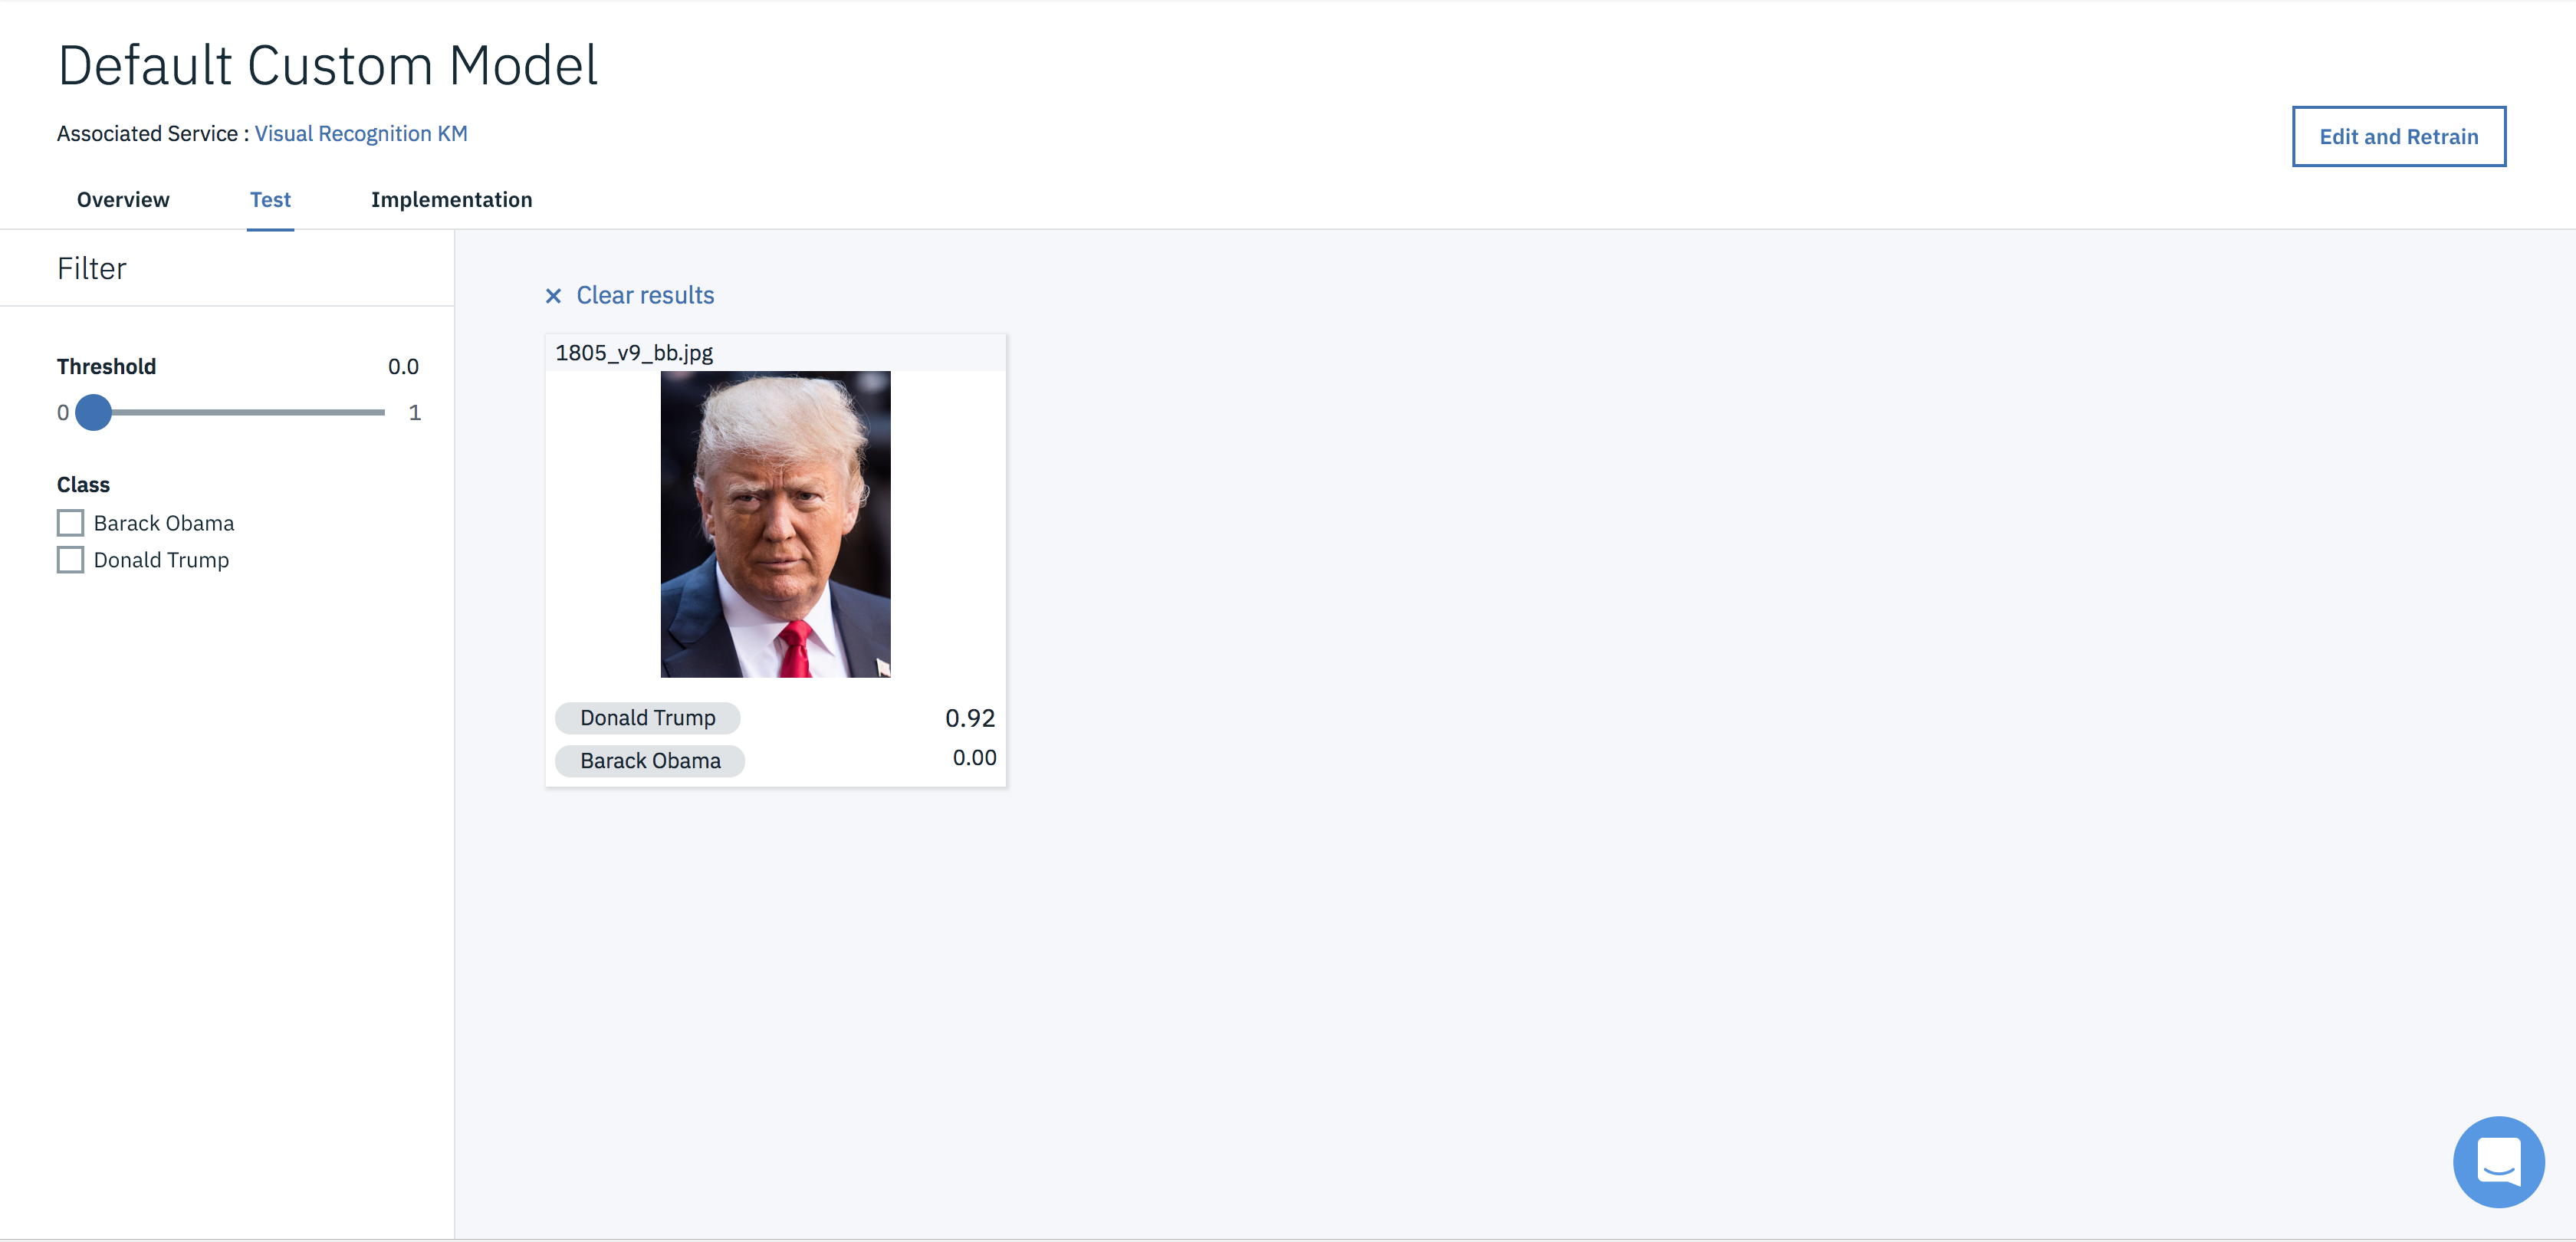 Default Custom Model
Associated Service : Visual Recognition KM
Edit and Retrain
Overview Test Implementation
Filter
Threshold 0.0
0 1
Class
Barack Obama
Donald Trump
× Clear results
1805_v9_bb.jpg
Donald Trump 0.92
Barack Obama 0.00